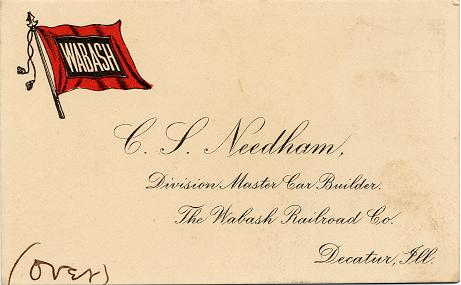 WABASH
C. S. Needham,
Division Master Car Builder.
The Wabash Railroad Co.
Decatur, Ill.
(over)